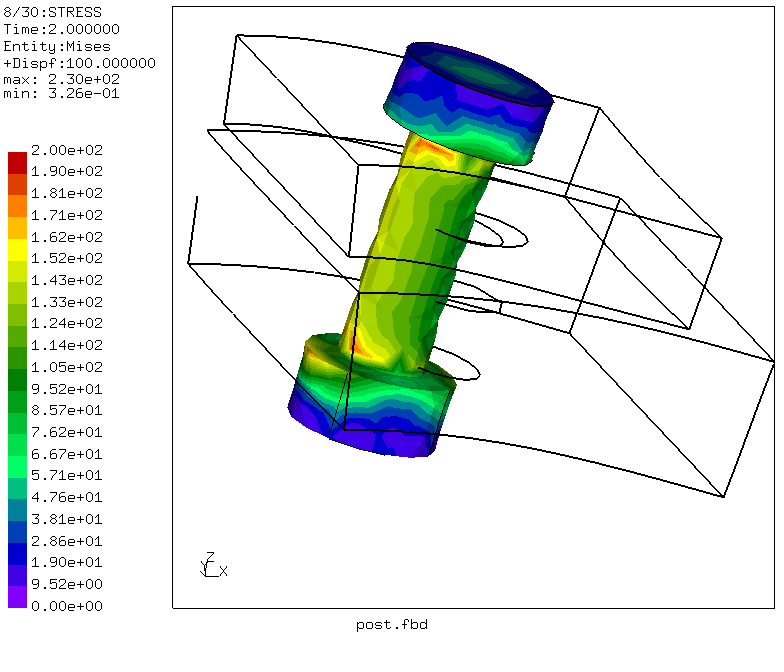 8/30:STRESS
Time:2.000000
Entity:Mises
+Dispf:100.000000
max: 2.30e+02
min: 3.26e-01
2.00e+02
1.90e+02
1.81e+02
1.71e+02
1.62e+02
1.52e+02
1.43e+02
1.33e+02
1.24e+02
1.14e+02
1.05e+02
9.52e+01
8.57e+01
7.62e+01
6.67e+01
5.71e+01
4.76e+01
3.81e+01
2.86e+01
1.90e+01
9.52e+00
0.00e+00
Z
Y
X
post.fbd